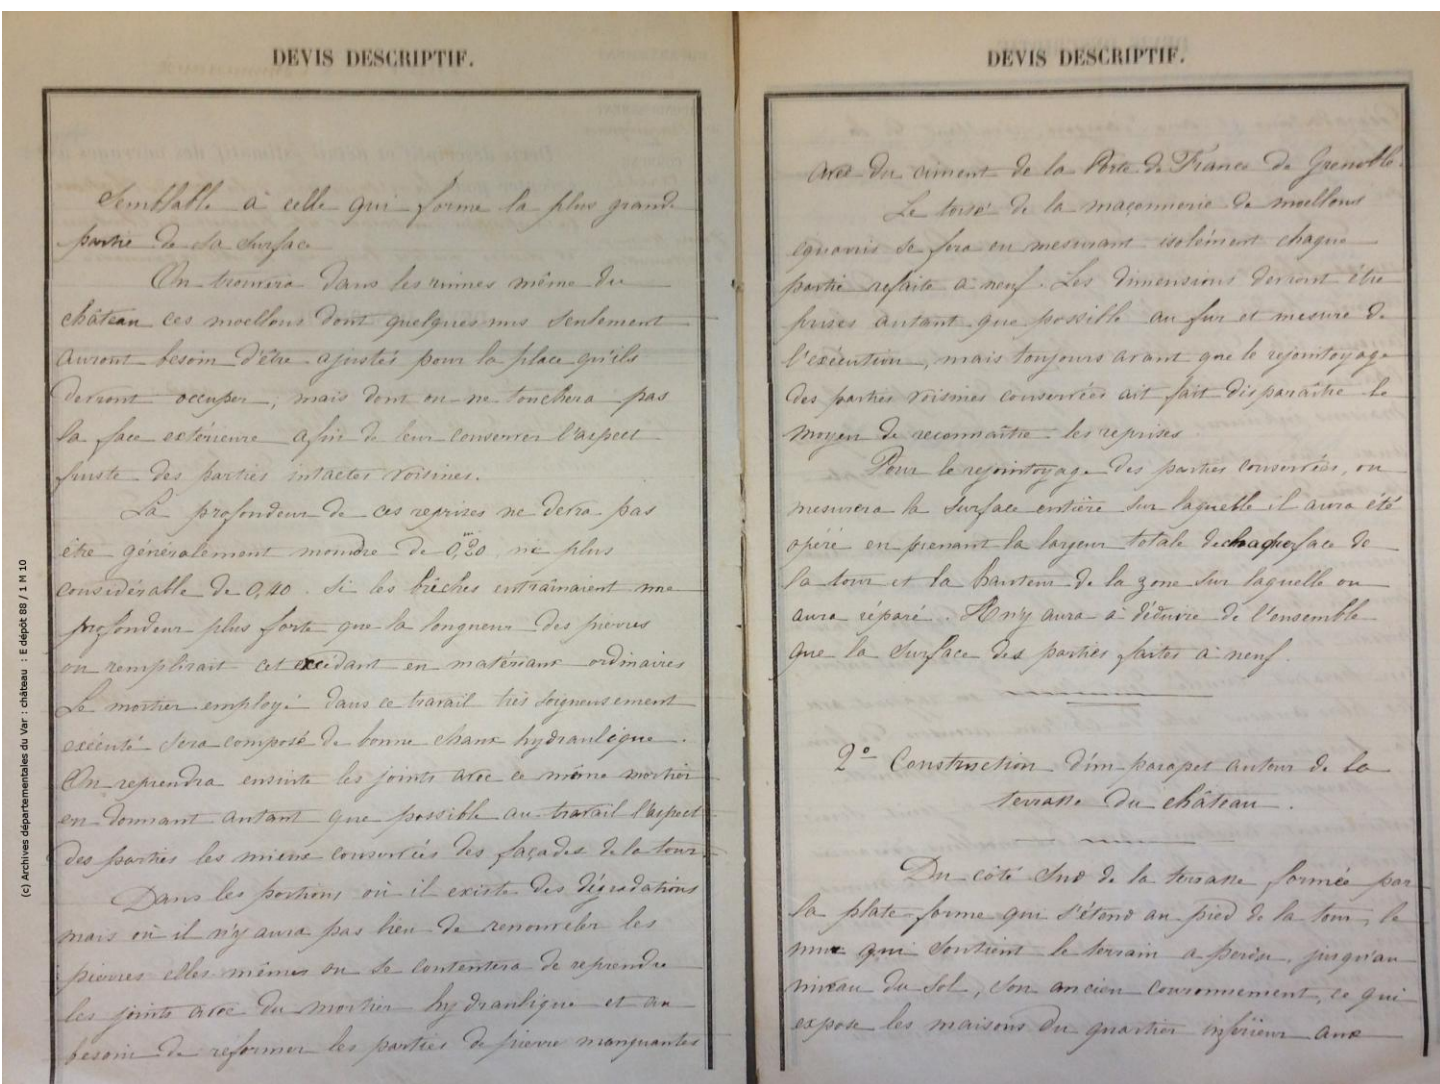 DEVIS DESCRIPTIF.
Semblable à celle qui forme la plus grande
partie de sa surface
On trouvera dans les ruines même du
château ces moellons dont quelques uns seulement
auront besoin d'être ajustés pour la place qu'ils
devront occuper, mais dont on ne touchera pas
la face extérieure afin de leur conserver l'aspect
fruste des parties intactes voisines.
La profondeur de ces reprises ne devra pas
être généralement moindre de 0,20 ni plus
considérable de 0,40. Si les brèches entraînaient une
profondeur plus forte que la longueur des pierres
on remplirait cet excédant en matériaux ordinaires
Le mortier employé dans ce travail très soigneusement
exécuté sera composé de bonne chaux hydraulique.
On reprendra ensuite les joints avec ce même mortier
en donnant autant que possible au travail l'aspect
des parties les mieux conservées des façades de la tour.
Dans les portions où il existe des dégradations
mais où il n'y aura pas lieu de renouveler les
pierres elles mêmes on se contentera de reprendre
les joints avec du mortier hydraulique et au
besoin de reformer les parties de pierre manquantes
DEVIS DESCRIPTIF.
avec du ciment de la Porte de France de Grenoble.
Le toisé de la maçonnerie de moellons
équarris se fera en mesurant isolément chaque
partie refaite à neuf. Les dimensions devront être
prises autant que possible au fur et mesure de
l'exécution, mais toujours avant que le rejointoyage
des parties voisines conservées ait fait disparaître le
moyen de reconnaître les reprises.
Pour le rejointoyage des parties conservées, on
mesurera la surface entière sur laquelle il aura été
opéré en prenant la largeur totale de chaque face de
la tour et la hauteur de la zone sur laquelle on
aura réparé. Il n'y aura à déduire de l'ensemble
que la surface des parties faites à neuf.
2° Construction d'un parapet autour de la
terrasse du château.
Du côté Sud de la terrasse formée par
la plate-forme qui s'étend au pied de la tour, le
mur qui soutient le terrain a perdu, jusqu'au
niveau du sol, son ancien couronnement, ce qui
expose les maisons du quartier inférieur aux
(c) Archives départementales du Var : château : E dépôt 88 / 1 M 10